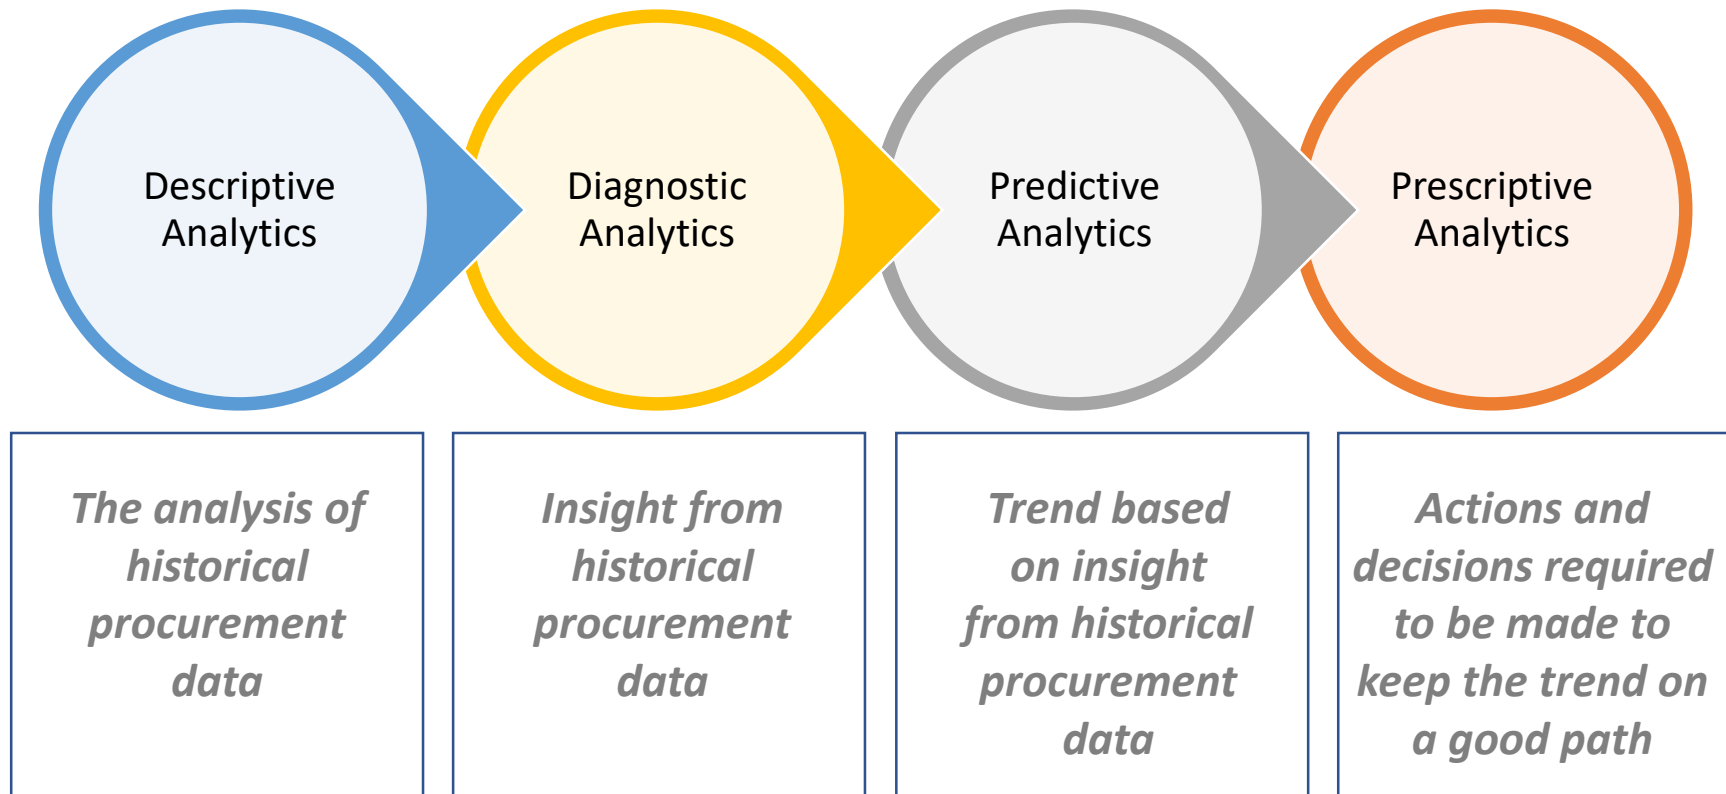 Descriptive
Analytics
Diagnostic
Analytics
Predictive
Analytics
Prescriptive
Analytics
The analysis of
historical
procurement
data
Insight from
historical
procurement
data
Trend based
on insight
from historical
procurement
data
Actions and
decisions required
to be made to
keep the trend on
a good path